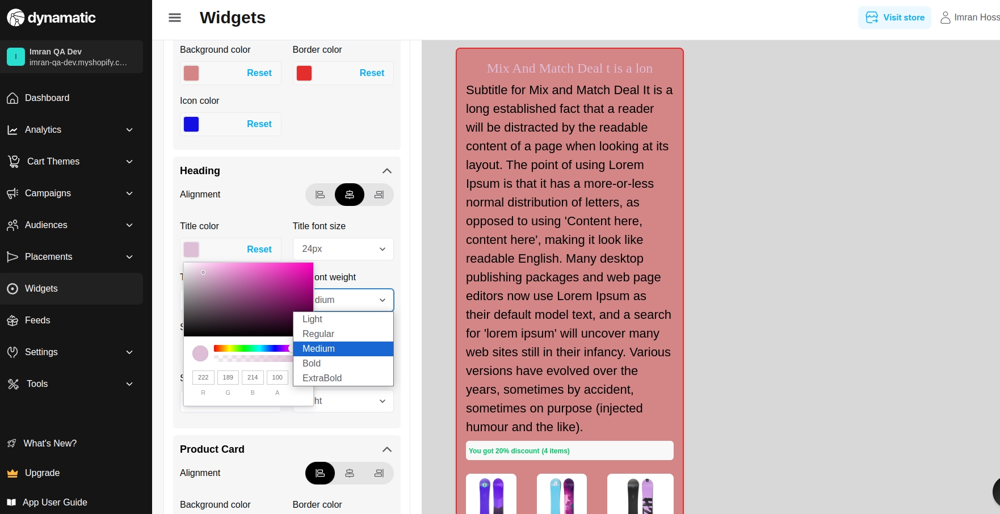 dynamatic
Widgets
Visit store
Imran Hoss
I
Imran QA Dev
imran-qa-dev.myshopify.c...
Dashboard
Analytics
Cart Themes
Campaigns
Audiences
Placements
Widgets
Feeds
Settings
Tools
What's New?
Upgrade
App User Guide
Background color
Border color
Reset
Reset
Icon color
Reset
Heading
Alignment
Title color
Title font size
Reset
24px
T
ont weight
dium
Light
Regular
Medium
Bold
ExtraBold
S
222
189
214
100
R
G
B
A
S
ht
Product Card
Alignment
Background color
Border color
Mix And Match Deal t is a lon
Subtitle for Mix and Match Deal It is a
long established fact that a reader
will be distracted by the readable
content of a page when looking at its
layout. The point of using Lorem
Ipsum is that it has a more-or-less
normal distribution of letters, as
opposed to using 'Content here,
content here', making it look like
readable English. Many desktop
publishing packages and web page
editors now use Lorem Ipsum as
their default model text, and a search
for 'lorem ipsum' will uncover many
web sites still in their infancy. Various
versions have evolved over the
years, sometimes by accident,
sometimes on purpose (injected
humour and the like).
You got 20% discount (4 items)